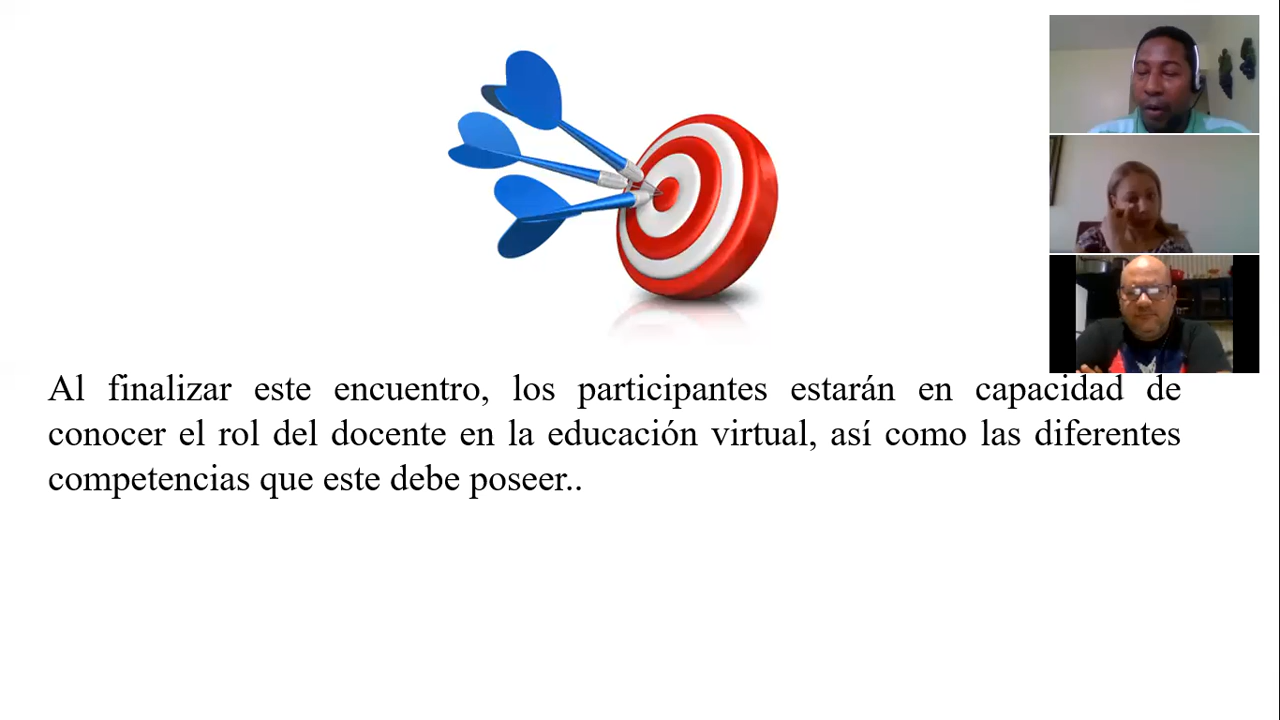 Al finalizar este encuentro, los participantes estarán en capacidad de
conocer el rol del docente en la educación virtual, así como las diferentes
competencias que este debe poseer..